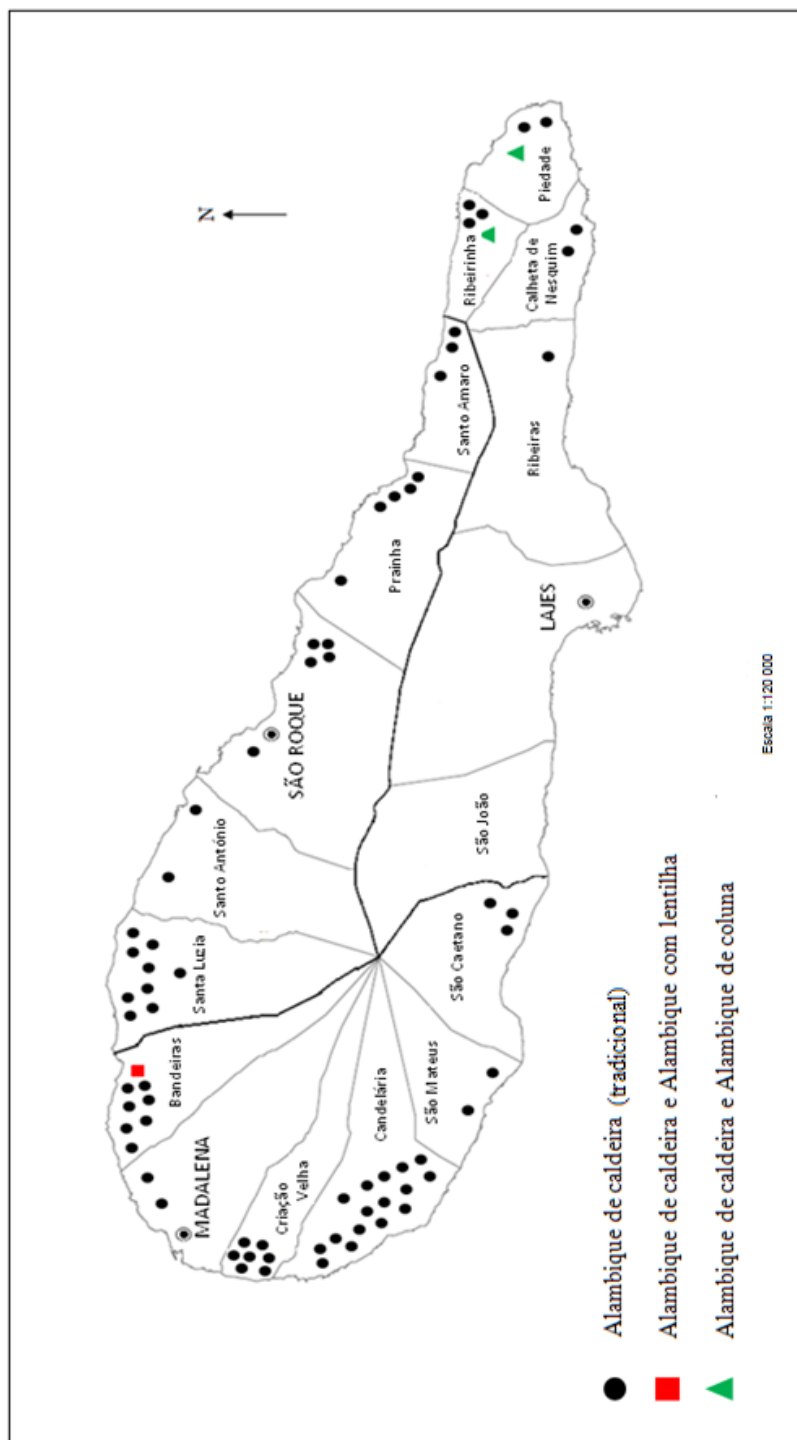 N
Piedade
Ribeirinha
Calheta de
Nesquim
Santo Amaro
Ribeiras
Prainha
LAJES
SÃO ROQUE
Santo António
São João
Santa Luzia
São Caetano
Bandeiras
São Mateus
Candelária
MADALENA
Criação
Velha
Escala 1:120 000
Alambique de caldeira (tradicional)
Alambique de caldeira e Alambique com lentilha
Alambique de caldeira e Alambique de coluna